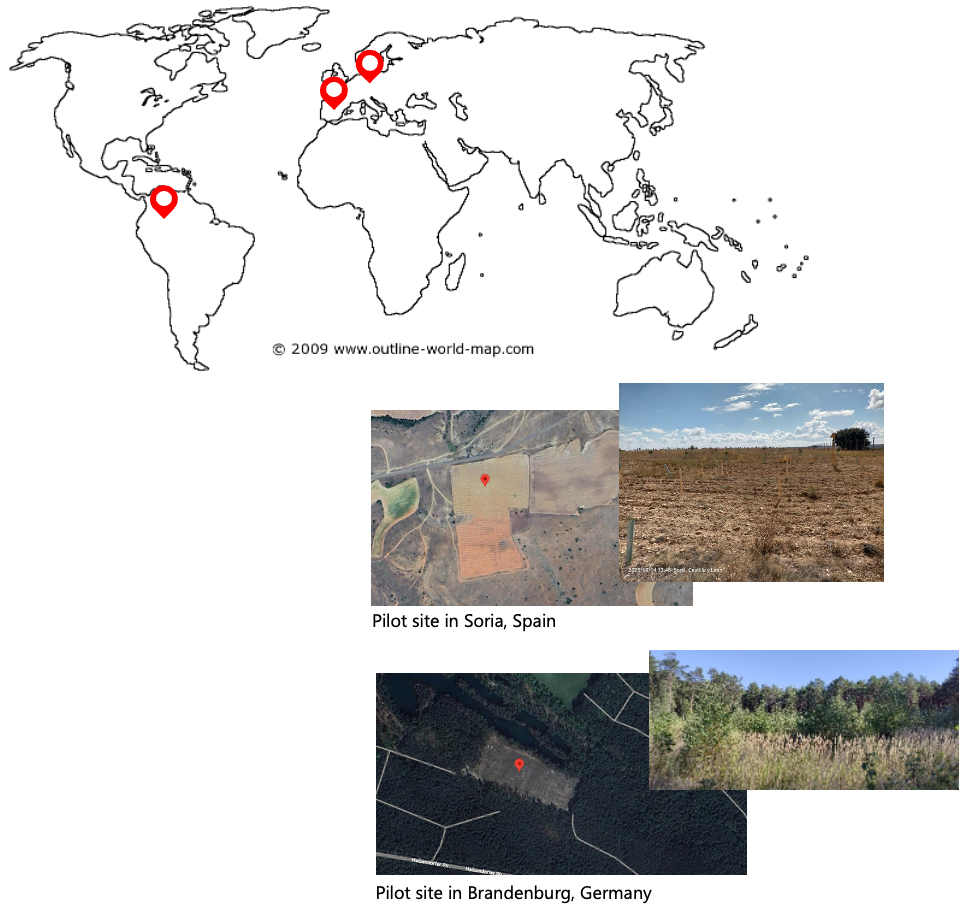 © 2009 www.outline-world-map.com
Pilot site in Soria, Spain
Pilot site in Brandenburg, Germany